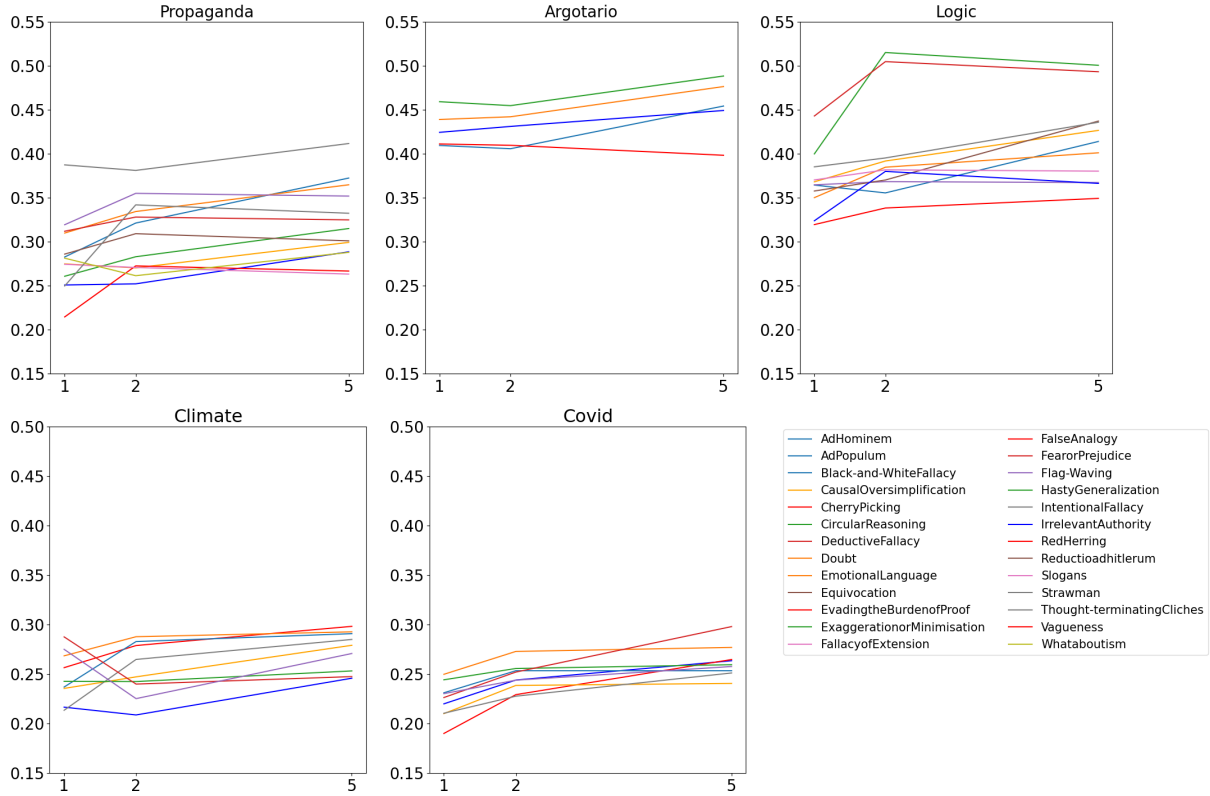 Propaganda
0.55
0.50
0.45
0.40
0.35
0.30
0.25
0.20
0.15
1 2 5
Argotario
0.55
0.50
0.45
0.40
0.35
0.30
0.25
0.20
0.15
1 2 5
Logic
0.55
0.50
0.45
0.40
0.35
0.30
0.25
0.20
0.15
1 2 5
Climate
0.50
0.45
0.40
0.35
0.30
0.25
0.20
0.15
1 2 5
Covid
0.50
0.45
0.40
0.35
0.30
0.25
0.20
0.15
1 2 5
AdHominem
AdPopulum
Black-and-WhiteFallacy
CausalOversimplification
CherryPicking
CircularReasoning
DeductiveFallacy
Doubt
EmotionalLanguage
Equivocation
EvadingtheBurdenofProof
ExaggerationorMinimisation
FallacyofExtension
FalseAnalogy
FearorPrejudice
Flag-Waving
HastyGeneralization
IntentionalFallacy
IrrelevantAuthority
RedHerring
Reductioadhitlerum
Slogans
Strawman
Thought-terminatingCliches
Vagueness
Whataboutism